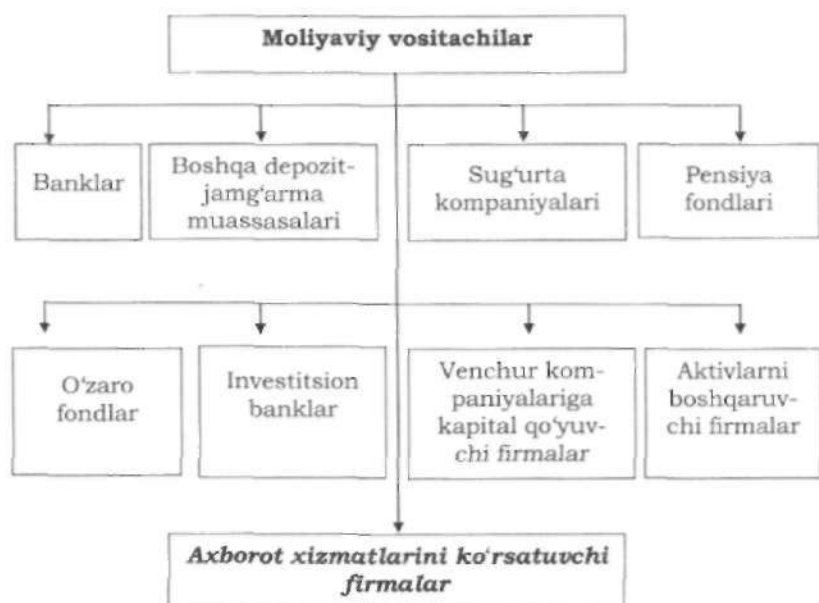 Moliyaviy vositachilar
Banklar
Boshqa depozit-
jamg‘arma
muassasalari
Sug‘urta
kompaniyalari
Pensiya
fondlari
O‘zaro
fondlar
Investitsion
banklar
Venchur kom-
paniyalariga
kapital qo‘yuv-
chi firmalar
Aktivlarni
boshqaruv-
chi firmalar
Axborot xizmatlarini ko‘rsatuvchi
firmalar